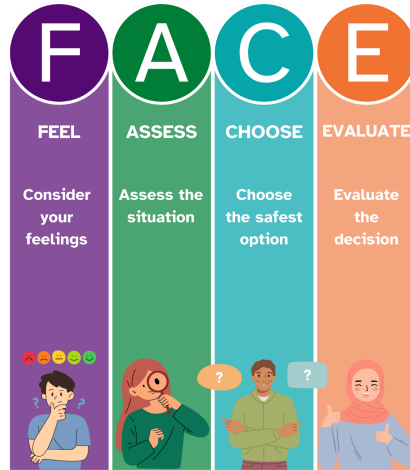 F
FEEL
Consider
your
feelings
A
ASSESS
Assess the
situation
C
CHOOSE
Choose
the safest
option
E
EVALUATE
Evaluate
the
decision
?
?
?
?